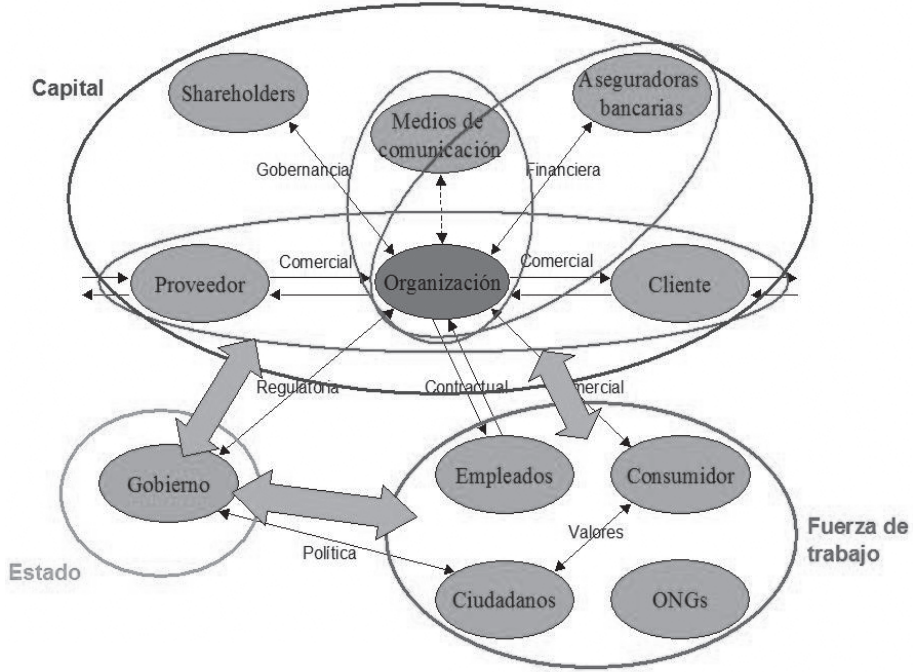 Capital
Shareholders
Aseguradoras
bancarias
Medios de
comunicación
Gobernancia
Financiera
Proveedor
Comercial
Organización
Comercial
Cliente
Regulatoria
Contractual
mercial
Gobierno
Empleados
Consumidor
Estado
Política
Valores
Fuerza de
trabajo
Ciudadanos
ONGs